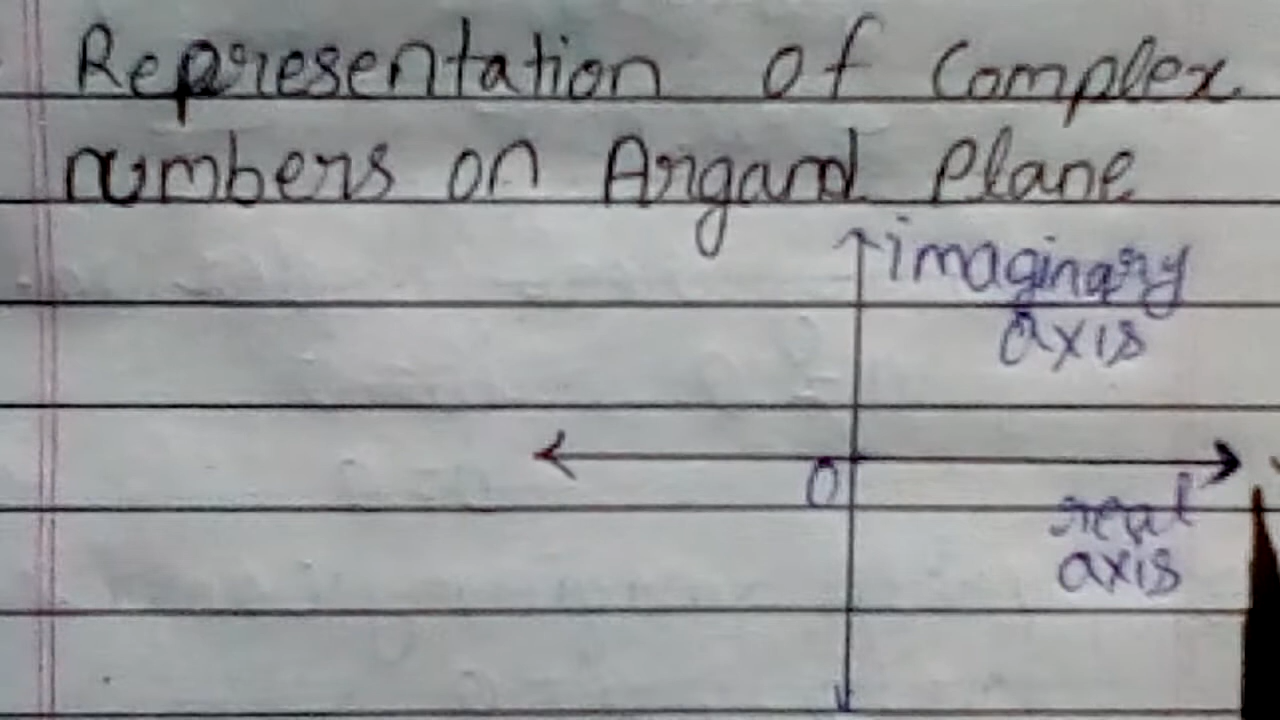 Representation of Complex
numbers on Argand Plane
imaginary
axis
0
real
axis